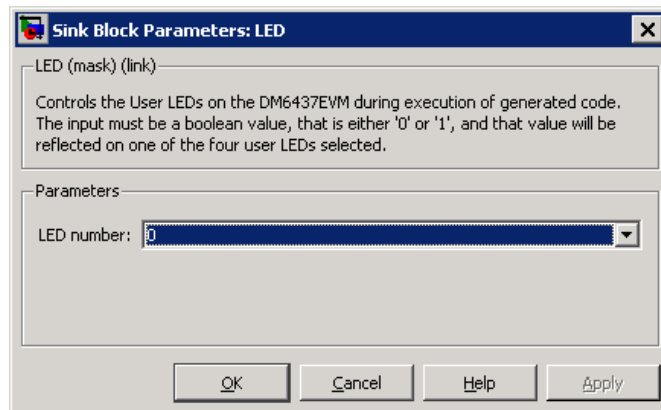 Sink Block Parameters: LED
LED (mask) (link)
Controls the User LEDs on the DM6437EVM during execution of generated code.
The input must be a boolean value, that is either '0' or '1', and that value will be
reflected on one of the four user LEDs selected.
Parameters
LED number: 0
OK Cancel Help Apply